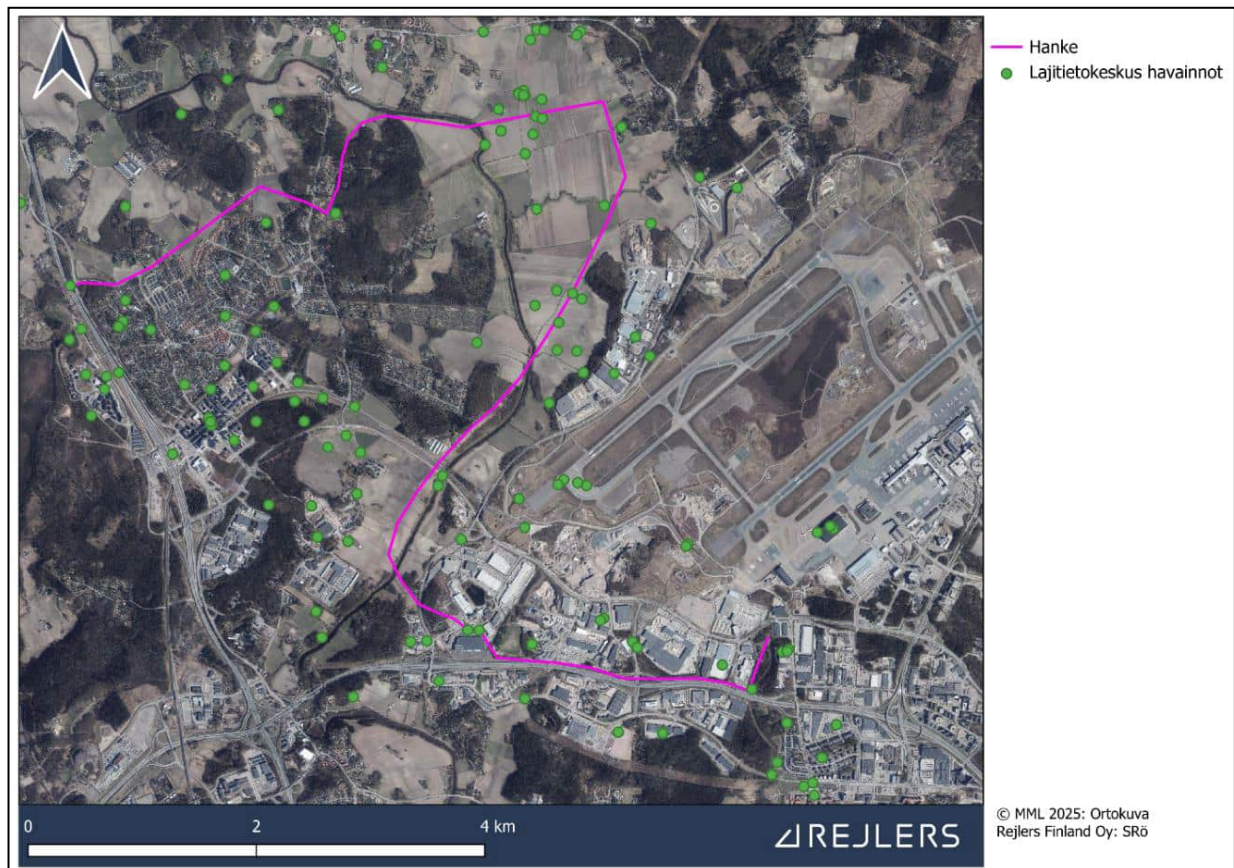 Hanke
Lajitietokeskus havainnot
0 2 4 km
REJLERS
© MML 2025: Ortokuva
Rejlers Finland Oy: SRö